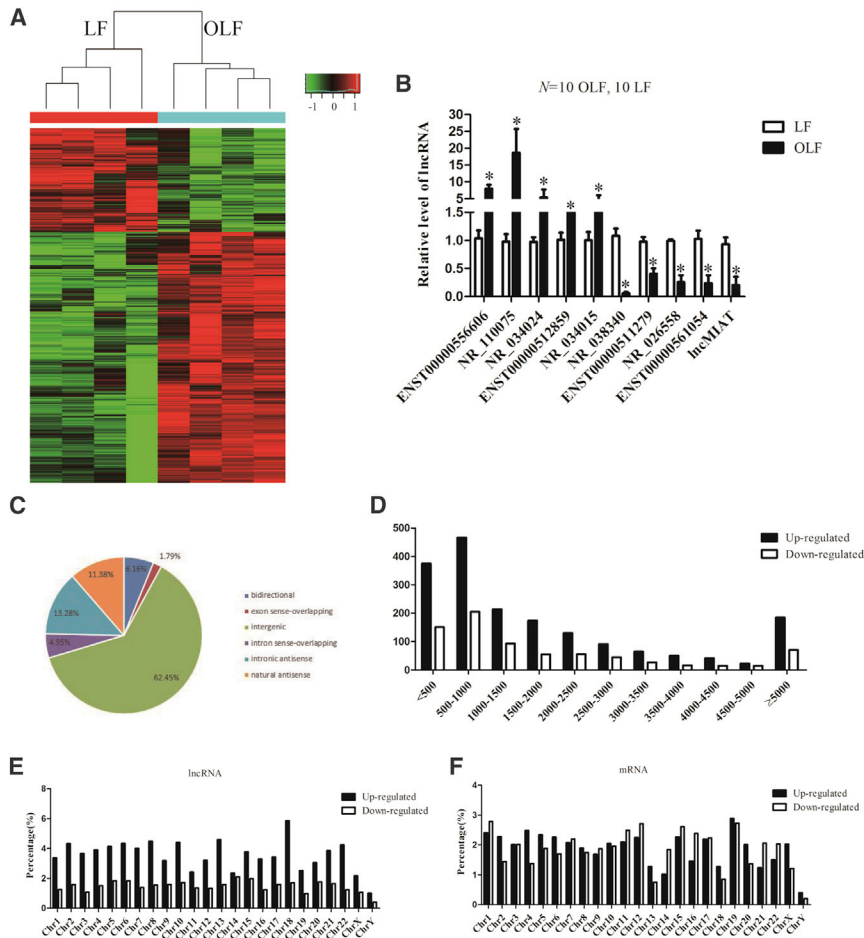 A
LF
OLF
-1 0 1
B
N=10 OLF, 10 LF
LF
OLF
Relative level of lncRNA
30
25
20
15
10
5
1.5
1.0
0.5
0.0
* * * * * * * * * *
ENST00000556606
NR_110075
NR_034024
ENST00000512859
NR_034015
NR_038340
ENST00000511279
NR_026558
ENST00000561054
lncMIAT
C
6.16%
1.79%
62.45%
4.95%
13.28%
11.38%
bidirectional
exon sense-overlapping
intergenic
intron sense-overlapping
intronic antisense
natural antisense
D
500
400
300
200
100
0
Up-regulated
Down-regulated
<500
500-1000
1000-1500
1500-2000
2000-2500
2500-3000
3000-3500
3500-4000
4000-4500
4500-5000
≥5000
E
lncRNA
Up-regulated
Down-regulated
Percentage(%)
8
6
4
2
0
Chr1
Chr2
Chr3
Chr4
Chr5
Chr6
Chr7
Chr8
Chr9
Chr10
Chr11
Chr12
Chr13
Chr14
Chr15
Chr16
Chr17
Chr18
Chr19
Chr20
Chr21
Chr22
ChrX
ChrY
F
mRNA
Up-regulated
Down-regulated
Percentage(%)
4
3
2
1
0
Chr1
Chr2
Chr3
Chr4
Chr5
Chr6
Chr7
Chr8
Chr9
Chr10
Chr11
Chr12
Chr13
Chr14
Chr15
Chr16
Chr17
Chr18
Chr19
Chr20
Chr21
Chr22
ChrX
ChrY